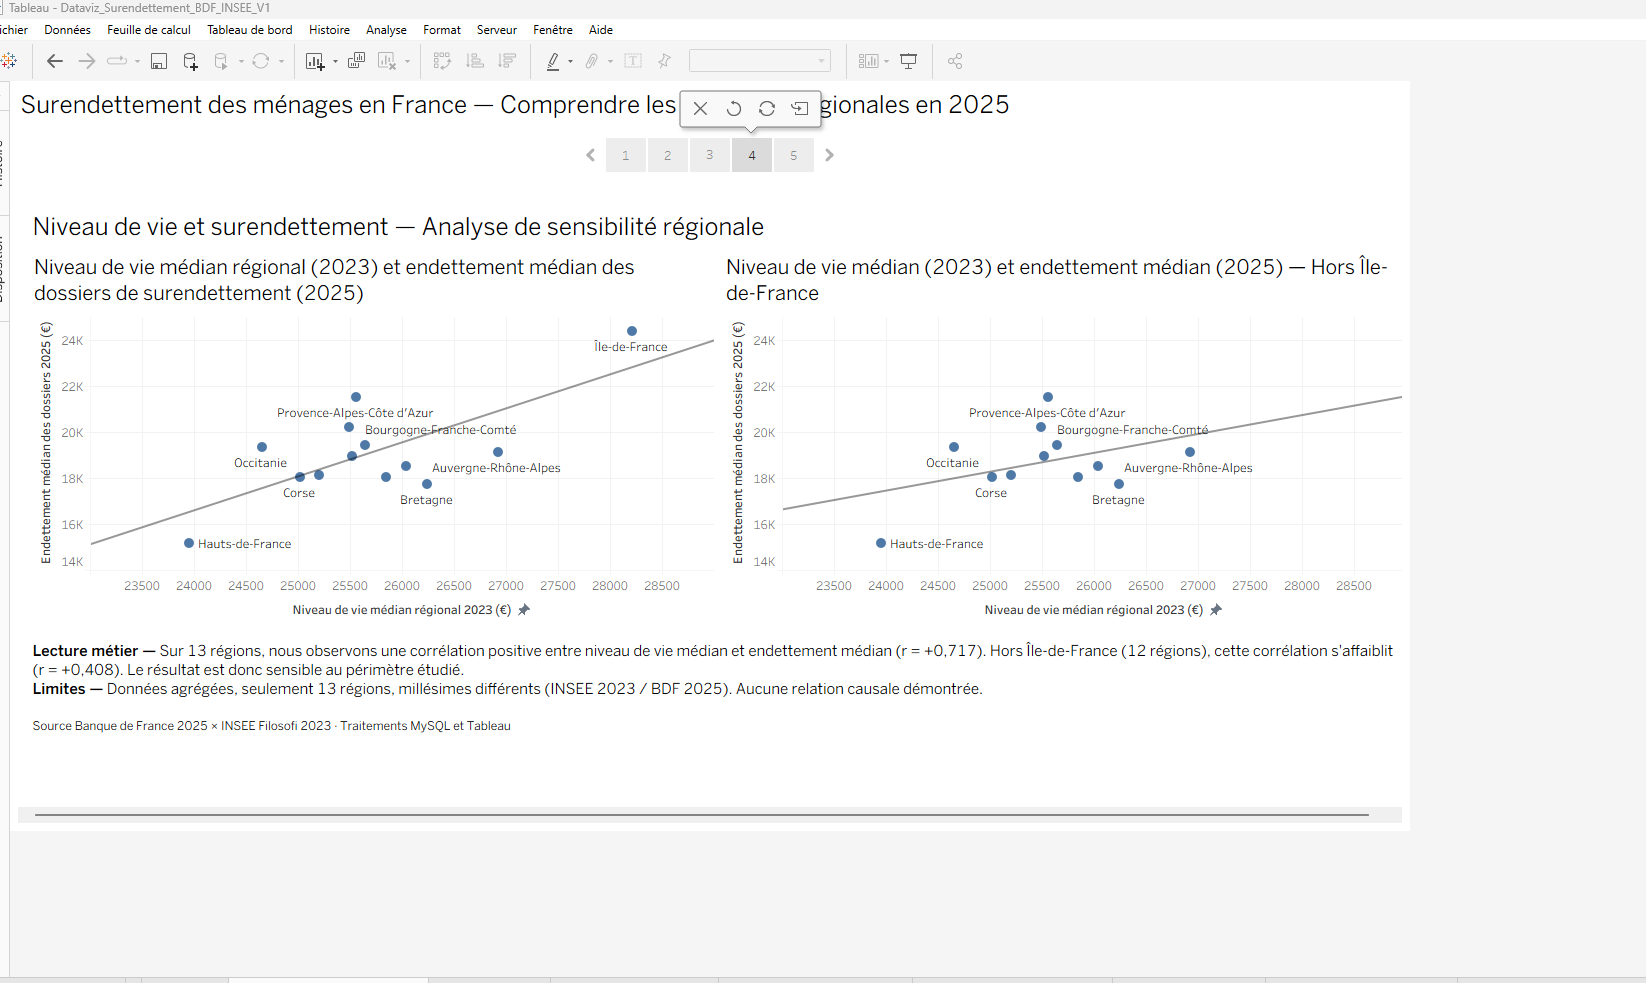 Tableau - Dataviz_Surendettement_BDF_INSEE_V1
ichier Données Feuille de calcul Tableau de bord Histoire Analyse Format Serveur Fenêtre Aide
Surendettement des ménages en France — Comprendre les gionales en 2025
1 2 3 4 5
Niveau de vie et surendettement — Analyse de sensibilité régionale
Niveau de vie médian régional (2023) et endettement médian des
dossiers de surendettement (2025)
Endettement médian des dossiers 2025 (€)
24K
22K
20K
18K
16K
14K
Île-de-France
Provence-Alpes-Côte d'Azur
Bourgogne-Franche-Comté
Occitanie
Auvergne-Rhône-Alpes
Corse
Bretagne
Hauts-de-France
23500 24000 24500 25000 25500 26000 26500 27000 27500 28000 28500
Niveau de vie médian régional 2023 (€)
Niveau de vie médian (2023) et endettement médian (2025) — Hors Île-
de-France
Endettement médian des dossiers 2025 (€)
24K
22K
20K
18K
16K
14K
Provence-Alpes-Côte d'Azur
Bourgogne-Franche-Comté
Occitanie
Auvergne-Rhône-Alpes
Corse
Bretagne
Hauts-de-France
23500 24000 24500 25000 25500 26000 26500 27000 27500 28000 28500
Niveau de vie médian régional 2023 (€)
Lecture métier — Sur 13 régions, nous observons une corrélation positive entre niveau de vie médian et endettement médian (r = +0,717). Hors Île-de-France (12 régions), cette corrélation s'affaiblit
(r = +0,408). Le résultat est donc sensible au périmètre étudié.
Limites — Données agrégées, seulement 13 régions, millésimes différents (INSEE 2023 / BDF 2025). Aucune relation causale démontrée.
Source Banque de France 2025 × INSEE Filosofi 2023 · Traitements MySQL et Tableau